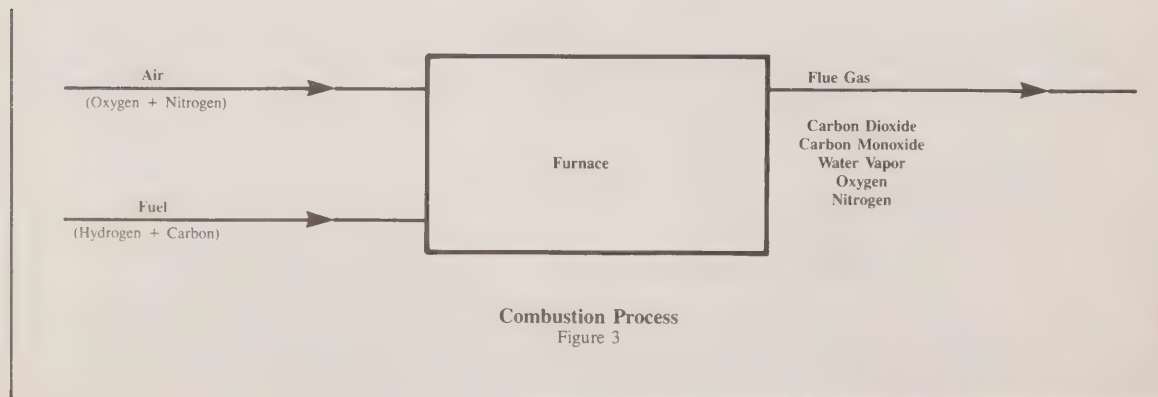 Air
(Oxygen + Nitrogen)
Fuel
(Hydrogen + Carbon)
Furnace
Flue Gas
Carbon Dioxide
Carbon Monoxide
Water Vapor
Oxygen
Nitrogen
Combustion Process
Figure 3